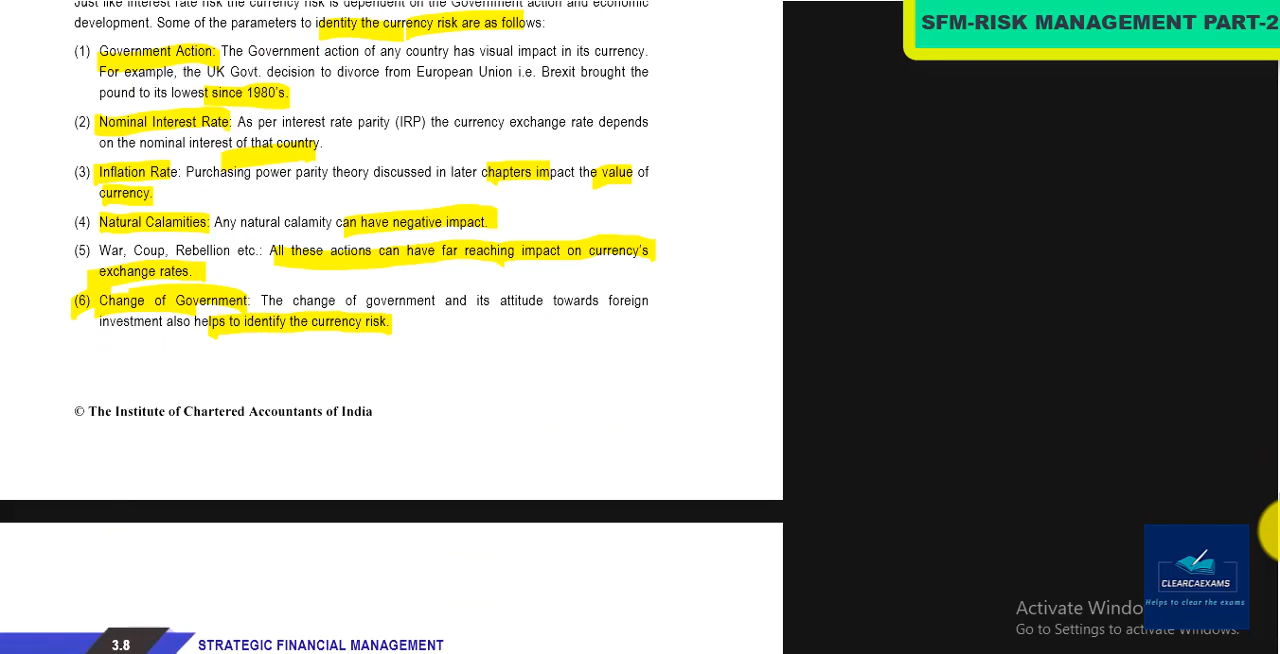 Just like interest rate risk the currency risk is dependent on the Government action and economic
development. Some of the parameters to identity the currency risk are as follows:
(1) Government Action: The Government action of any country has visual impact in its currency.
For example, the UK Govt. decision to divorce from European Union i.e. Brexit brought the
pound to its lowest since 1980's.
(2) Nominal Interest Rate: As per interest rate parity (IRP) the currency exchange rate depends
on the nominal interest of that country.
(3) Inflation Rate: Purchasing power parity theory discussed in later chapters impact the value of
currency.
(4) Natural Calamities: Any natural calamity can have negative impact.
(5) War, Coup, Rebellion etc.: All these actions can have far reaching impact on currency's
exchange rates.
(6) Change of Government: The change of government and its attitude towards foreign
investment also helps to identify the currency risk.
© The Institute of Chartered Accountants of India
3.8 STRATEGIC FINANCIAL MANAGEMENT
SFM-RISK MANAGEMENT PART-2
CLEARCAEXAMS
Helps to clear the exams
Activate Windo
Go to Settings to activate Windows.